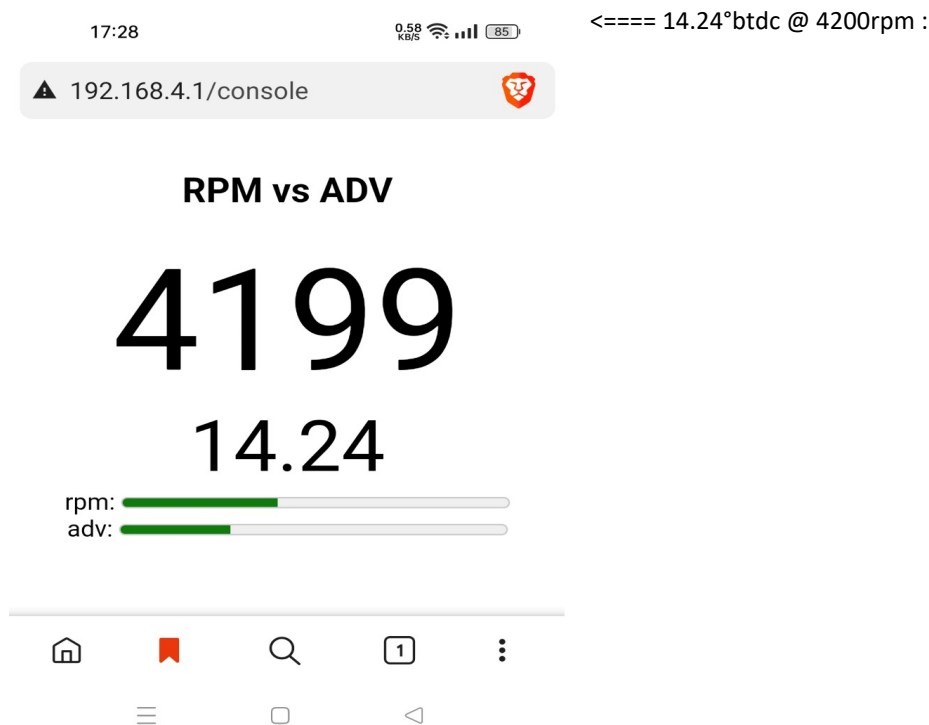 17:28
0.58 KB/S
85
<==== 14.24°btdc @ 4200rpm :
192.168.4.1/console
RPM vs ADV
4199
14.24
rpm:
adv:
1